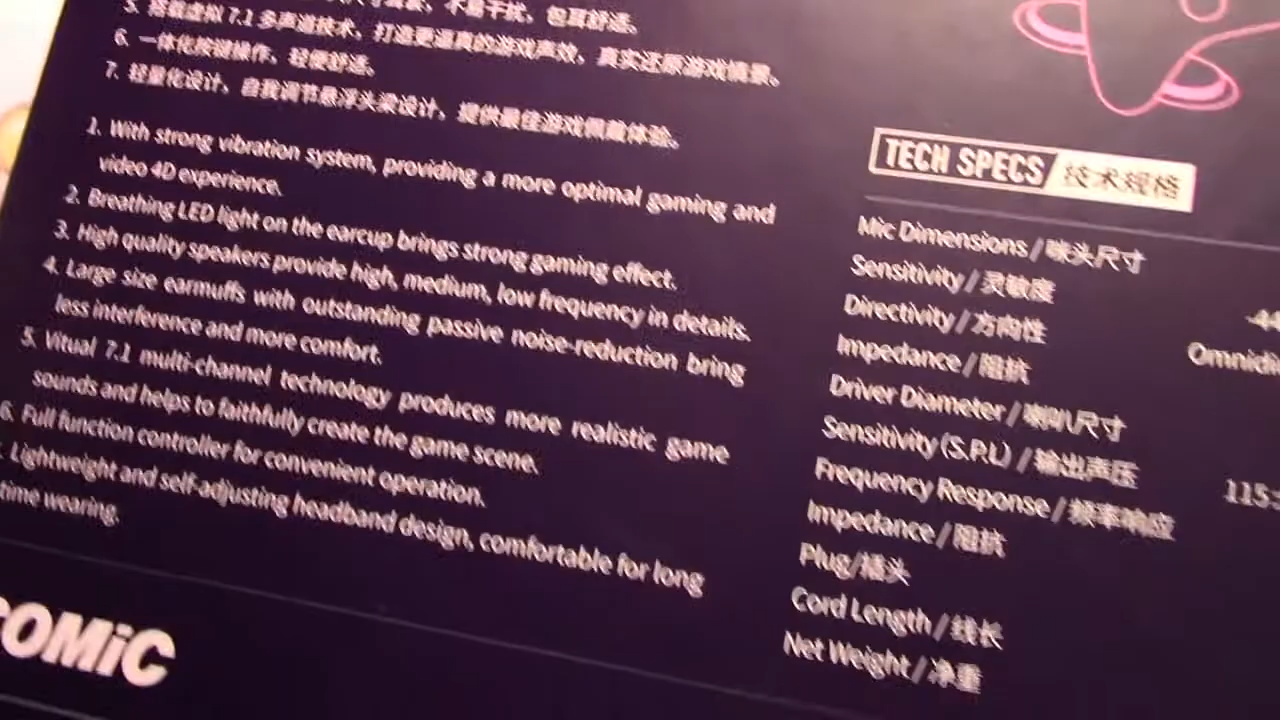 5. 搭载虚拟 7.1 多声道技术，打造更逼真的游戏声效，真实还原游戏情景。
6. 一体化按键操作，轻便舒适。
7. 轻量化设计，自我调节悬浮头梁设计，提供最佳游戏佩戴体验。
1. With strong vibration system, providing a more optimal gaming and
video 4D experience.
2. Breathing LED light on the earcup brings strong gaming effect.
3. High quality speakers provide high, medium, low frequency in details.
4. Large size earmuffs with outstanding passive noise-reduction bring
less interference and more comfort.
5. Vitual 7.1 multi-channel technology produces more realistic game
sounds and helps to faithfully create the game scene.
6. Full function controller for convenient operation.
Lightweight and self-adjusting headband design, comfortable for long
time wearing.
COMiC
TECH SPECS / 技术规格
Mic Dimensions / 咪头尺寸
Sensitivity / 灵敏度
Directivity / 方向性
Omnidi
Impedance / 阻抗
Driver Diameter / 喇叭尺寸
Sensitivity (S.P.L) / 输出声压
115
Frequency Response / 频率响应
Impedance / 阻抗
Plug/插头
Cord Length / 线长
Net Weight / 净重